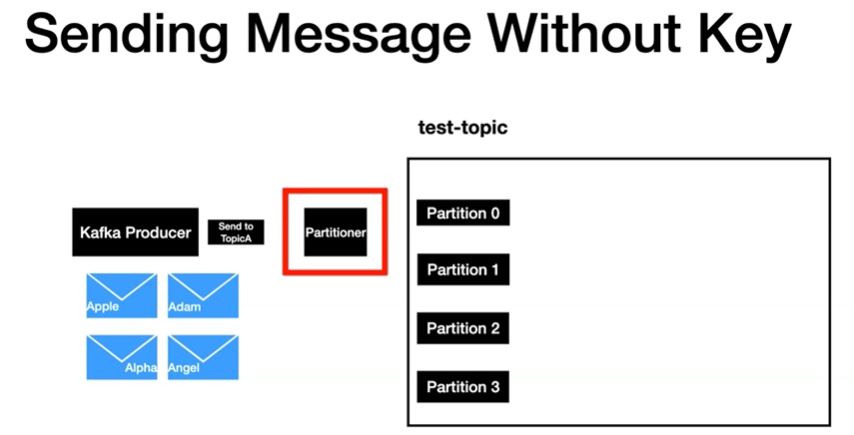 Sending Message Without Key
test-topic
Kafka Producer
Send to
TopicA
Partitioner
Apple
Adam
Alpha
Angel
Partition 0
Partition 1
Partition 2
Partition 3